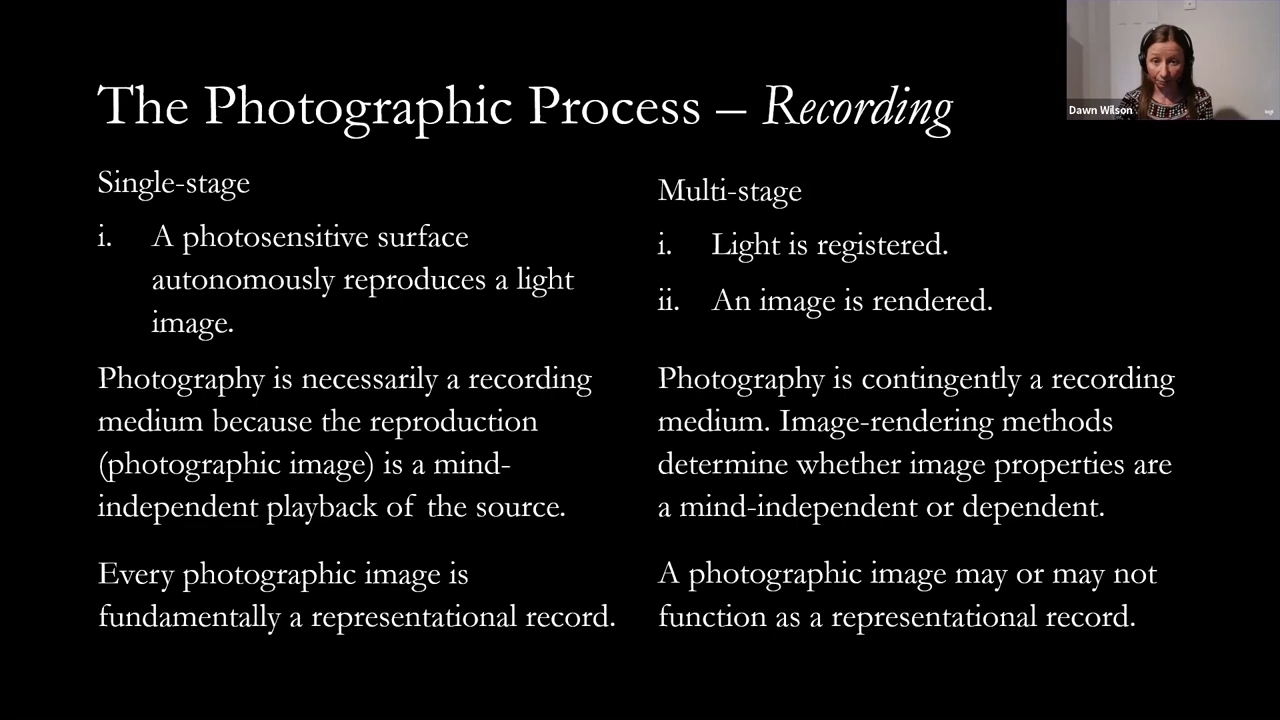 The Photographic Process – Recording
Dawn Wilson
Single-stage
i. A photosensitive surface
autonomously reproduces a light
image.
Photography is necessarily a recording
medium because the reproduction
(photographic image) is a mind-
independent playback of the source.
Every photographic image is
fundamentally a representational record.
Multi-stage
i. Light is registered.
ii. An image is rendered.
Photography is contingently a recording
medium. Image-rendering methods
determine whether image properties are
a mind-independent or dependent.
A photographic image may or may not
function as a representational record.